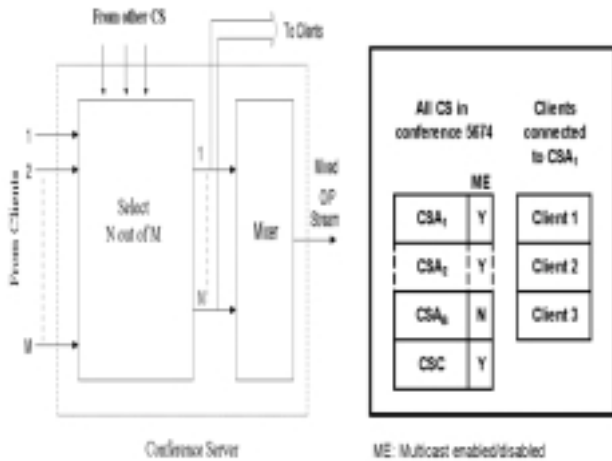 From other CS
To Clients
From Clients
1
2
M
Select
N out of M
1
N
Mixer
Mixed
O/P
Stream
Conference Server
All CS in
conference 5674
ME
CSA₁ Y
CSA₂ Y
N
CSC Y
Clients
connected
to CSA₁
Client 1
Client 2
Client 3
ME: Multicast enabled/disabled